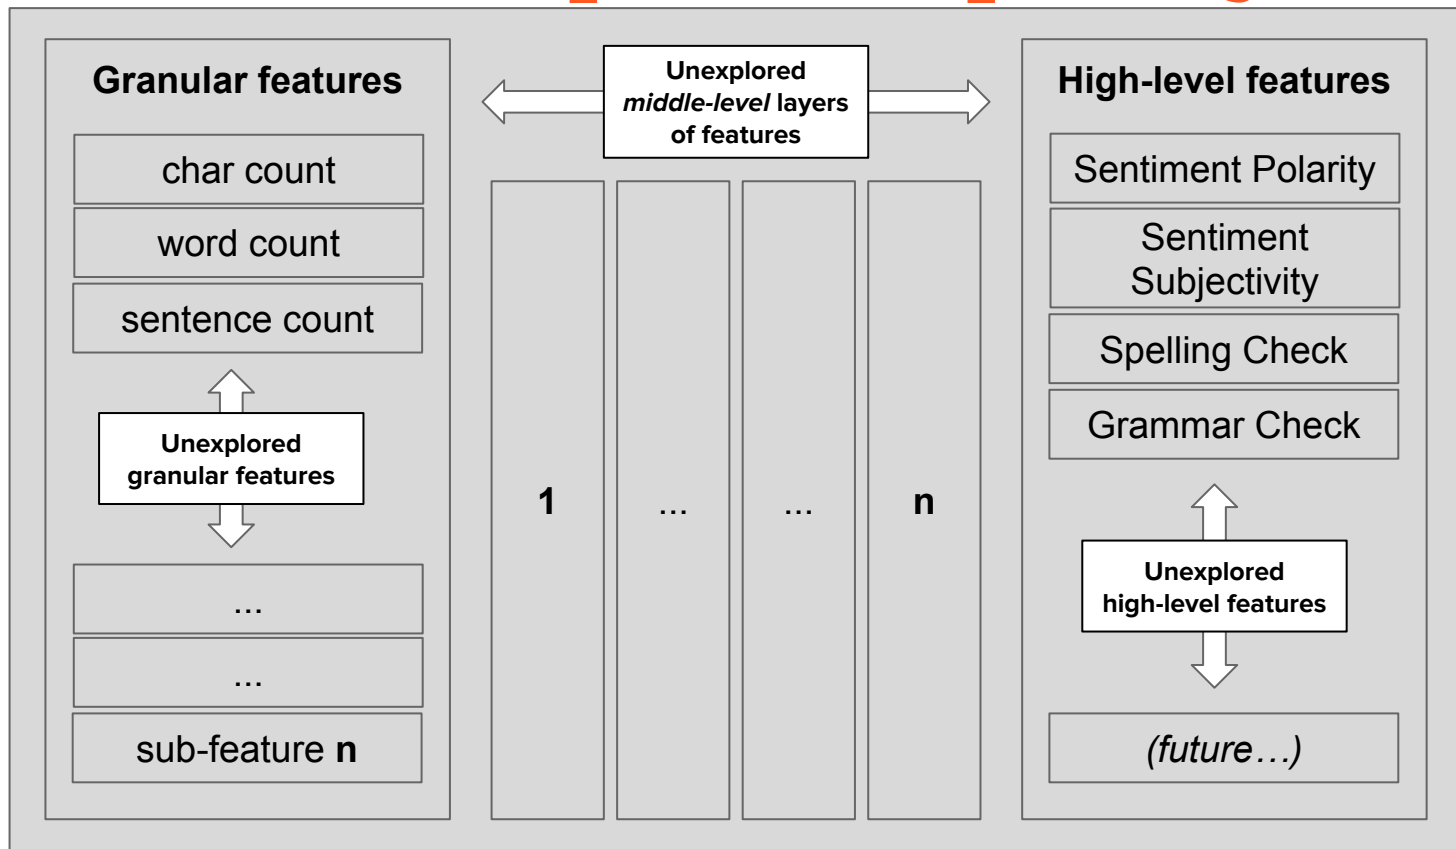 Granular features
char count
word count
sentence count
Unexplored
granular features
...
...
sub-feature n
Unexplored
middle-level layers
of features
1
...
...
n
High-level features
Sentiment Polarity
Sentiment
Subjectivity
Spelling Check
Grammar Check
Unexplored
high-level features
(future...)